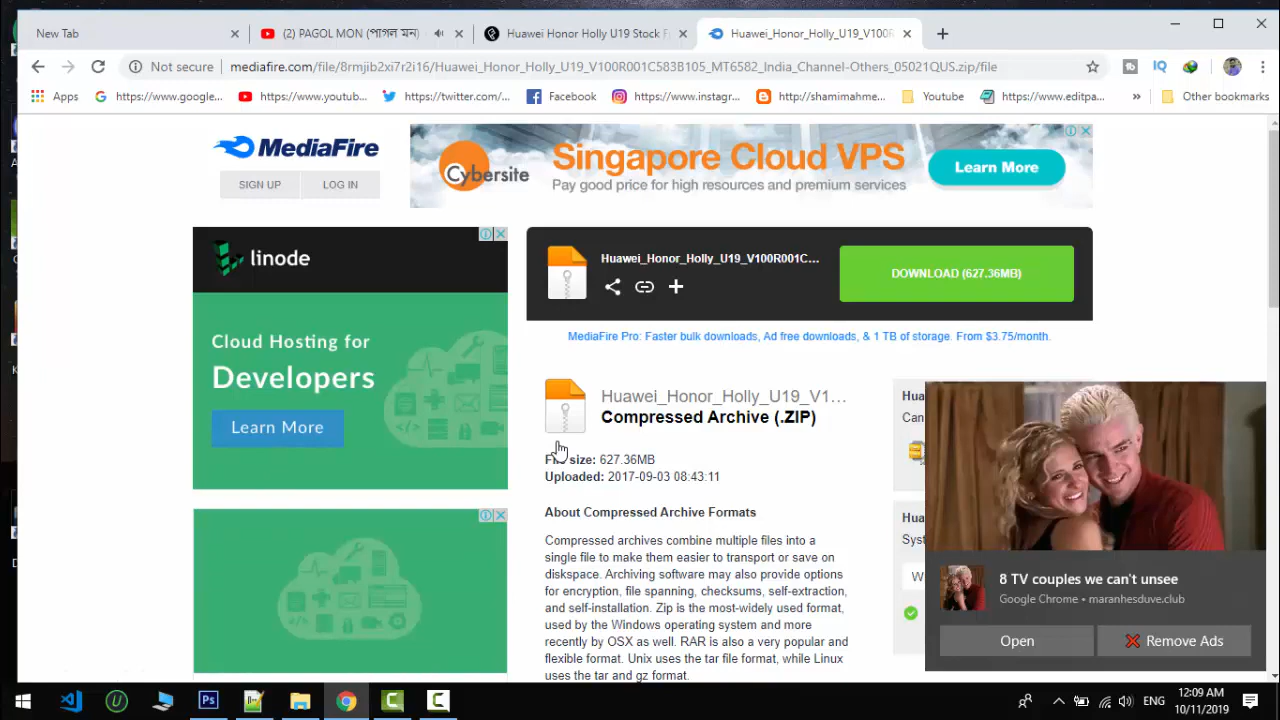 New Tab
(2) PAGOL MON (পাগল মন)
Huawei Honor Holly U19 Stock F
Huawei_Honor_Holly_U19_V100R
Not secure
mediafire.com/file/8rmjib2xi7r2i16/Huawei_Honor_Holly_U19_V100R001C583B105_MT6582_India_Channel-Others_05021QUS.zip/file
IQ
Apps
https://www.google...
https://www.youtub...
https://twitter.com/...
Facebook
https://www.instagr...
http://shamimahme...
Youtube
https://www.editpa...
»
Other bookmarks
MediaFire
SIGN UP
LOG IN
Cybersite
Singapore Cloud VPS
Pay good price for high resources and premium services
Learn More
linode
Cloud Hosting for
Developers
Learn More
Huawei_Honor_Holly_U19_V100R001C...
DOWNLOAD (627.36MB)
MediaFire Pro: Faster bulk downloads, Ad free downloads, & 1 TB of storage. From $3.75/month.
Huawei_Honor_Holly_U19_V1...
Compressed Archive (.ZIP)
File size: 627.36MB
Uploaded: 2017-09-03 08:43:11
About Compressed Archive Formats
Compressed archives combine multiple files into a
single file to make them easier to transport or save on
diskspace. Archiving software may also provide options
for encryption, file spanning, checksums, self-extraction,
and self-installation. Zip is the most-widely used format,
used by the Windows operating system and more
recently by OSX as well. RAR is also a very popular and
flexible format. Unix uses the tar file format, while Linux
uses the tar and gz format.
Hua
Can
Hua
Syst
W
8 TV couples we can't unsee
Google Chrome • maranhesduve.club
Open
Remove Ads
Ps
ENG
12:09 AM
10/11/2019